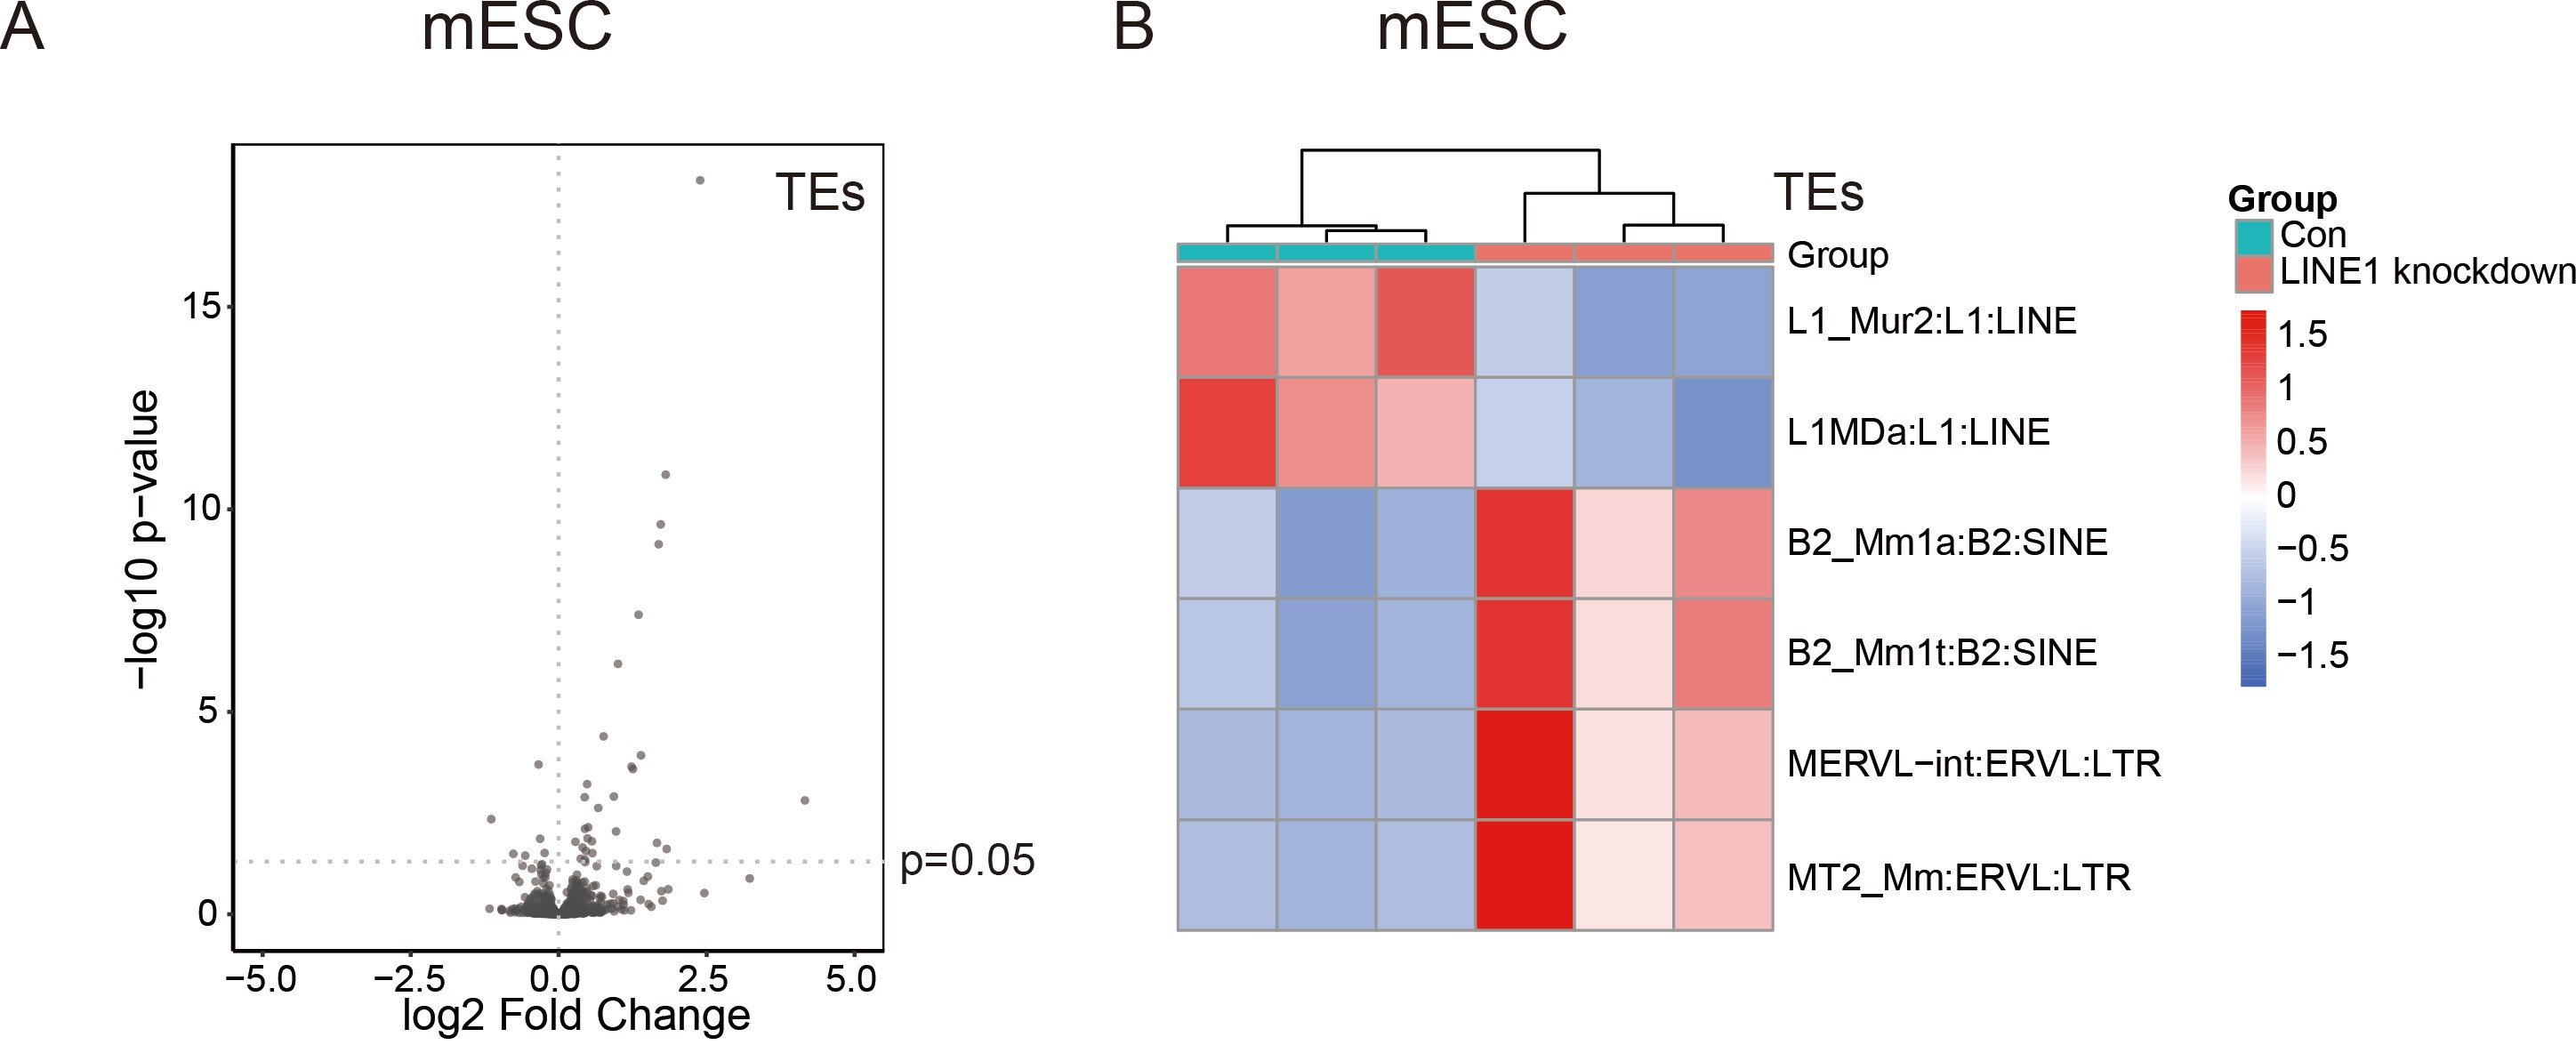 A
mESC
TEs
−log10 p−value
15
10
5
0
p=0.05
−5.0
−2.5
0.0
2.5
5.0
log2 Fold Change
B
mESC
TEs
Group
L1_Mur2:L1:LINE
L1MDa:L1:LINE
B2_Mm1a:B2:SINE
B2_Mm1t:B2:SINE
MERVL−int:ERVL:LTR
MT2_Mm:ERVL:LTR
Group
Con
LINE1 knockdown
1.5
1
0.5
0
−0.5
−1
−1.5